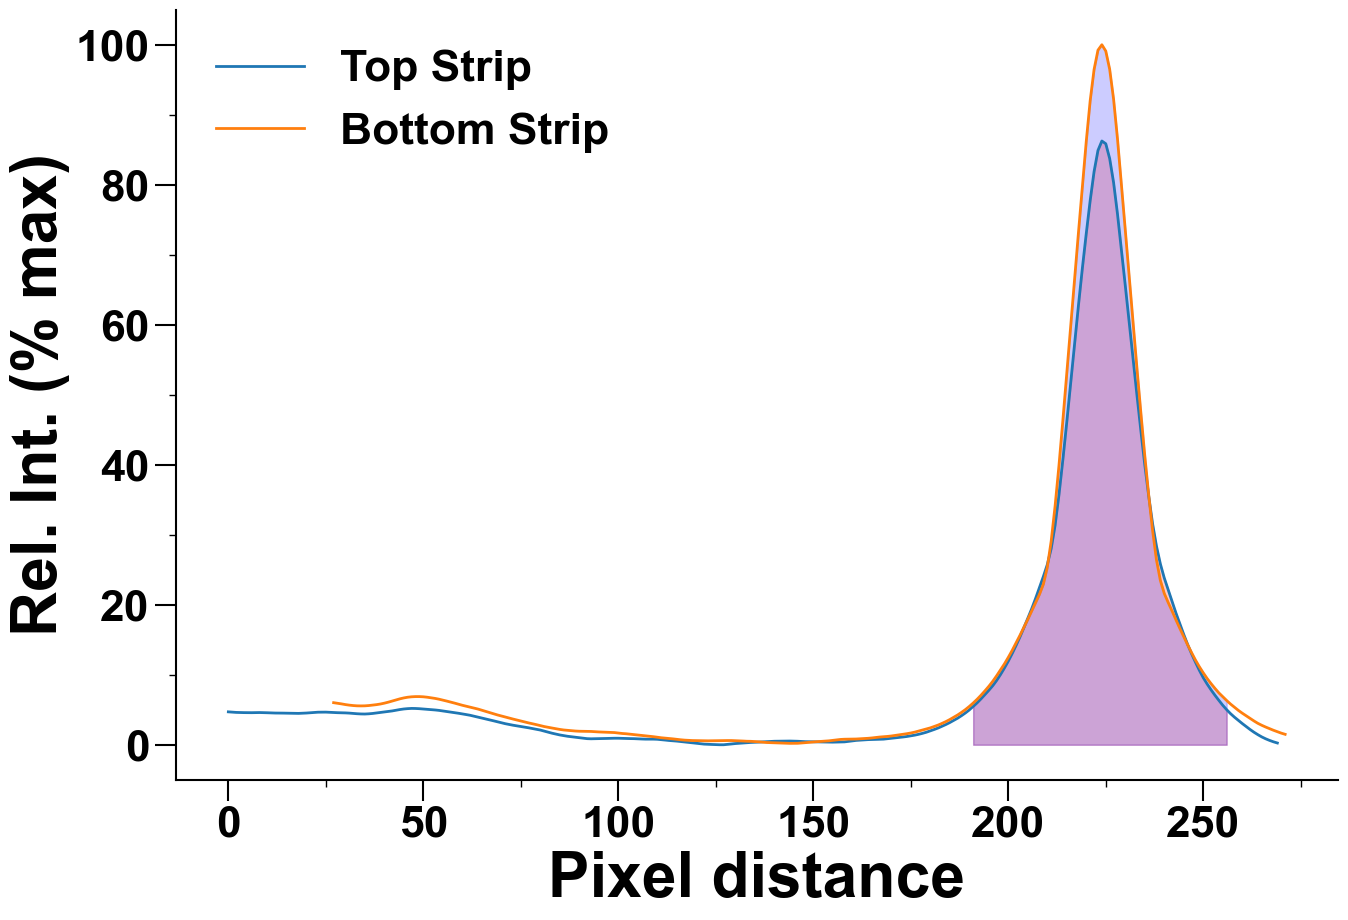 100
80
60
40
20
0
Rel. Int. (% max)
Top Strip
Bottom Strip
0 50 100 150 200 250
Pixel distance